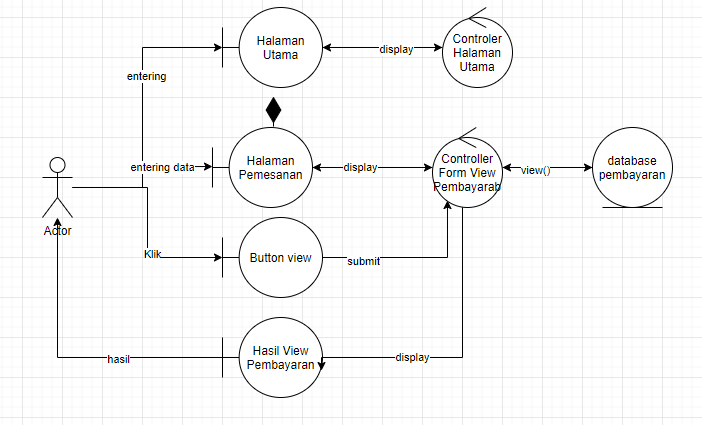 Halaman
Utama
display
Controler
Halaman
Utama
entering
entering data
Halaman
Pemesanan
display
Controller
Form View
Pembayarab
view()
database
pembayaran
Actor
Klik
Button view
submit
Hasil View
Pembayaran
display
hasil